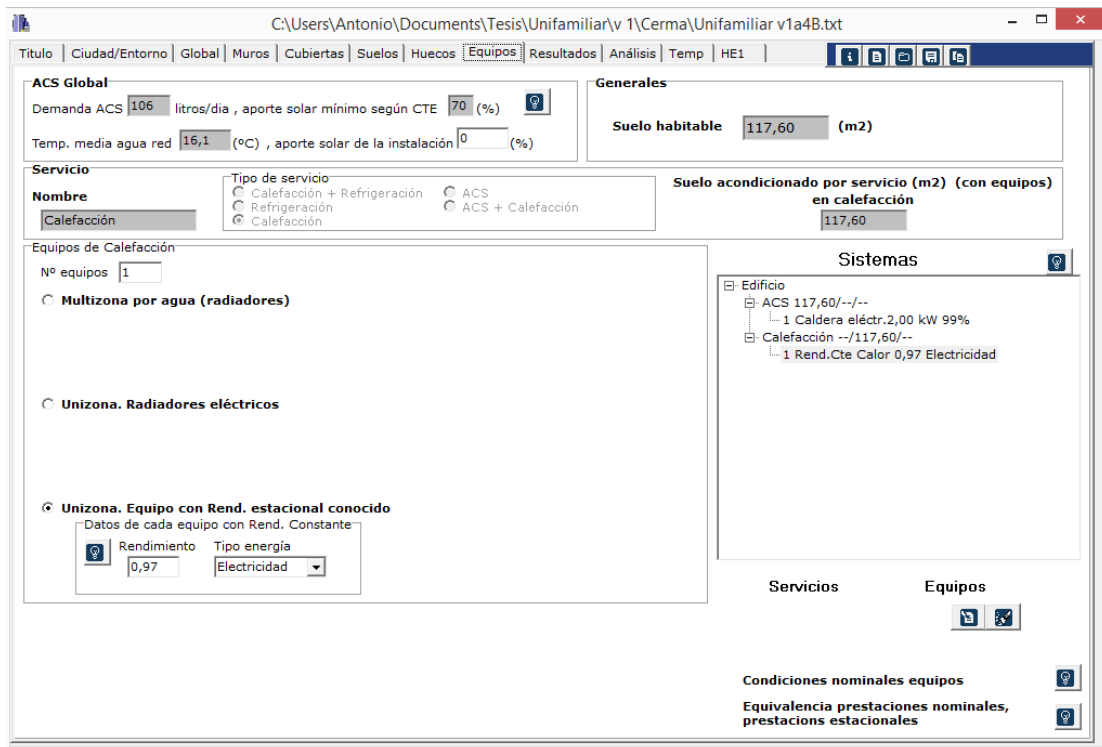 C:\Users\Antonio\Documents\Tesis\Unifamiliar\v 1\Cerma\Unifamiliar v1a4B.txt
Titulo Ciudad/Entorno Global Muros Cubiertas Suelos Huecos Equipos Resultados Análisis Temp HE1
ACS Global
Demanda ACS 106 litros/dia , aporte solar mínimo según CTE 70 (%)
Temp. media agua red 16,1 (ºC) , aporte solar de la instalación 0 (%)
Generales
Suelo habitable 117,60 (m2)
Servicio
Nombre
Calefacción
Tipo de servicio
Calefacción + Refrigeración ACS
Refrigeración ACS + Calefacción
Calefacción
Suelo acondicionado por servicio (m2) (con equipos)
en calefacción
117,60
Equipos de Calefacción
Nº equipos 1
Multizona por agua (radiadores)
Unizona. Radiadores eléctricos
Unizona. Equipo con Rend. estacional conocido
Datos de cada equipo con Rend. Constante
Rendimiento Tipo energía
0,97 Electricidad
Sistemas
Edificio
ACS 117,60/--/--
1 Caldera eléctr.2,00 kW 99%
Calefacción --/117,60/--
1 Rend.Cte Calor 0,97 Electricidad
Servicios Equipos
Condiciones nominales equipos
Equivalencia prestaciones nominales,
prestacions estacionales